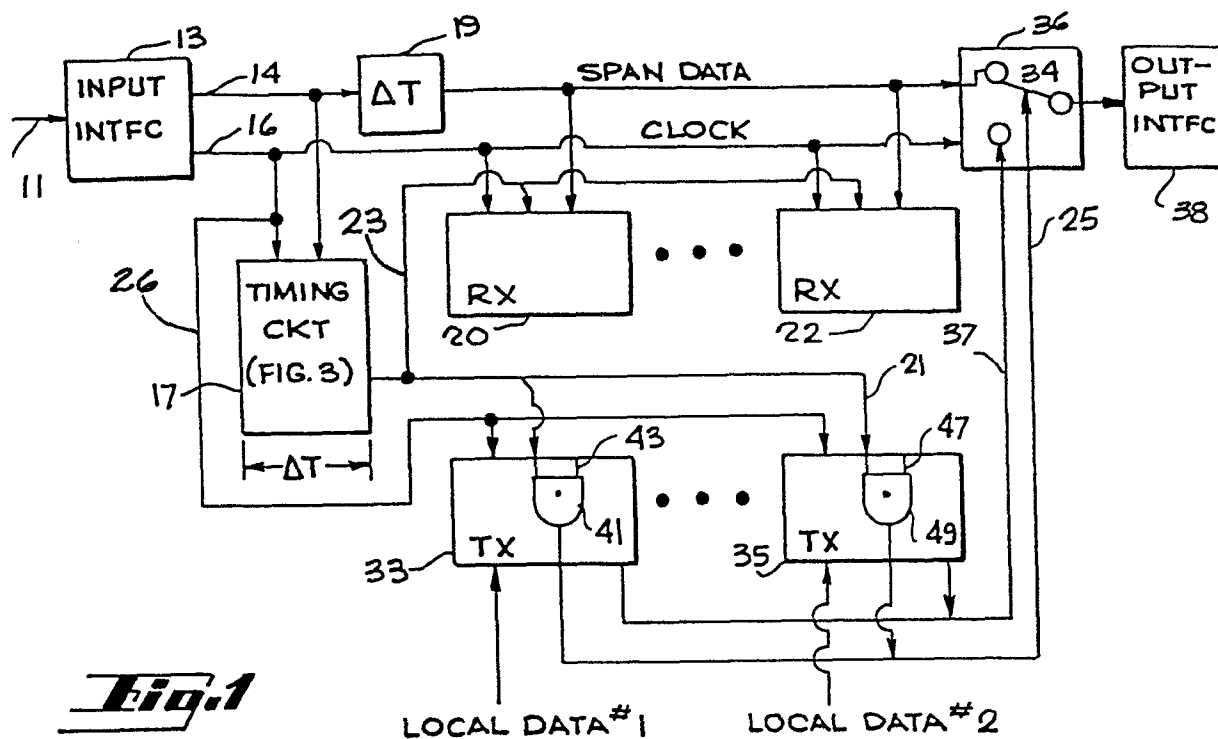 13
INPUT
INTFC
11
14
16
19
ΔT
SPAN DATA
CLOCK
36
34
OUT-
PUT
INTFC
38
26
TIMING
CKT
(FIG. 3)
17
ΔT
23
RX
20
RX
22
21
25
37
43
41
TX
33
47
49
TX
35
LOCAL DATA #1
LOCAL DATA #2
Fig.1